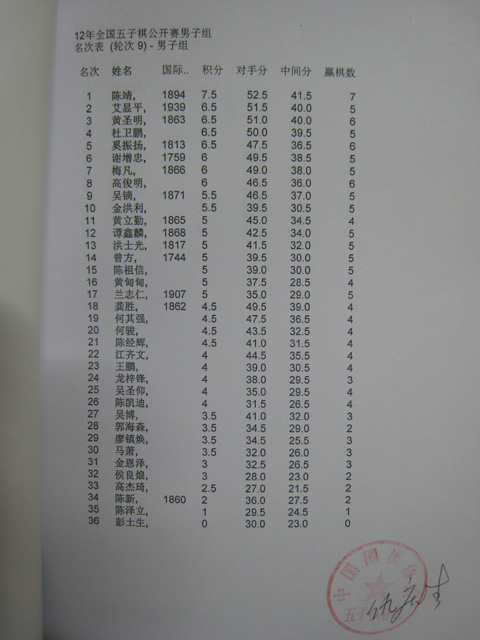 12年全国五子棋公开赛男子组
名次表 (轮次 9) - 男子组
名次 姓名 国际.. 积分 对手分 中间分 赢棋数
1 陈靖, 1894 7.5 52.5 41.5 7
2 艾显平, 1939 6.5 51.5 40.0 5
3 黄圣明, 1863 6.5 51.0 40.0 6
4 杜卫鹏, 6.5 50.0 39.5 5
5 奚振扬, 1813 6.5 47.5 36.5 6
6 谢增忠, 1759 6 49.5 38.5 5
7 梅凡, 1866 6 49.0 38.0 5
8 高俊明, 6 46.5 36.0 6
9 吴镝, 1871 5.5 46.5 37.0 5
10 金洪利, 5.5 39.5 30.5 5
11 黄立勤, 1865 5 45.0 34.5 4
12 谭鑫麟, 1868 5 42.5 34.0 5
13 洪士光, 1817 5 41.5 32.0 5
14 曾方, 1744 5 39.5 30.0 5
15 陈祖信, 5 39.0 30.0 5
16 黄甸甸, 5 37.5 28.5 4
17 兰志仁, 1907 5 35.0 29.0 5
18 龚胜, 1862 4.5 49.5 39.0 4
19 何其强, 4.5 47.5 36.5 4
20 何骏, 4.5 43.5 32.5 4
21 陈经辉, 4.5 41.0 31.5 4
22 江齐文, 4 44.5 35.5 4
23 王鹏, 4 39.0 30.5 4
24 龙梓锋, 4 38.0 29.5 3
25 吴圣仰, 4 35.0 29.5 4
26 陈凯迪, 4 31.5 26.5 4
27 吴博, 3.5 41.0 32.0 3
28 郭海淼, 3.5 34.5 29.0 2
29 廖镇焕, 3.5 34.5 25.5 3
30 马萧, 3.5 32.0 26.0 3
31 金恩泽, 3 32.5 26.5 3
32 侯良烺, 3 28.0 23.0 2
33 高杰琦, 2.5 27.0 21.5 2
34 陈新, 1860 2 36.0 27.5 2
35 陈泽立, 1 29.5 24.5 1
36 彭土生, 0 30.0 23.0 0
中国围棋协
五子